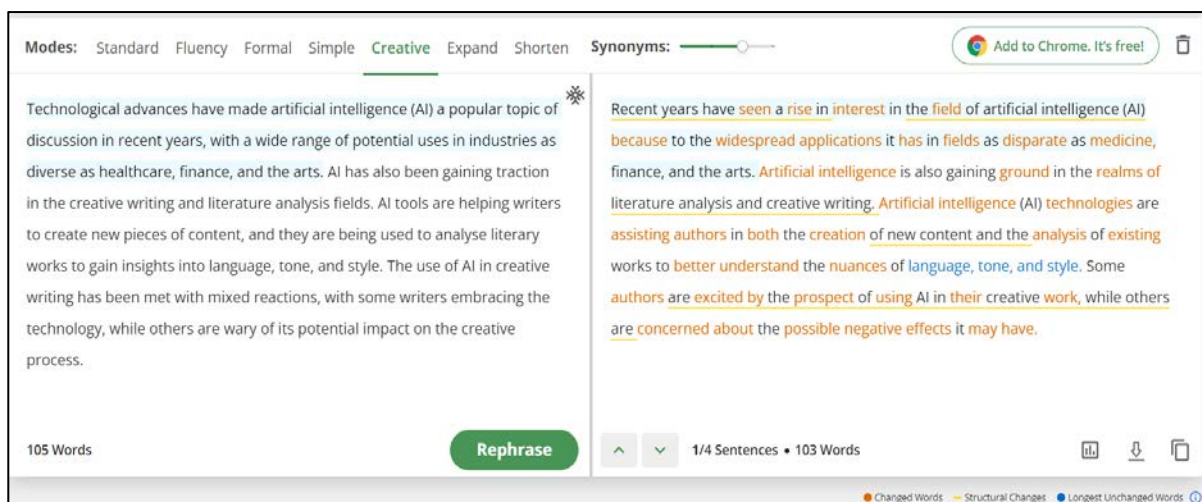 Modes: Standard Fluency Formal Simple Creative Expand Shorten Synonyms: Add to Chrome. It's free!
Technological advances have made artificial intelligence (AI) a popular topic of
discussion in recent years, with a wide range of potential uses in industries as
diverse as healthcare, finance, and the arts. AI has also been gaining traction
in the creative writing and literature analysis fields. AI tools are helping writers
to create new pieces of content, and they are being used to analyse literary
works to gain insights into language, tone, and style. The use of AI in creative
writing has been met with mixed reactions, with some writers embracing the
technology, while others are wary of its potential impact on the creative
process.
105 Words Rephrase
Recent years have seen a rise in interest in the field of artificial intelligence (AI)
because to the widespread applications it has in fields as disparate as medicine,
finance, and the arts. Artificial intelligence is also gaining ground in the realms of
literature analysis and creative writing. Artificial intelligence (AI) technologies are
assisting authors in both the creation of new content and the analysis of existing
works to better understand the nuances of language, tone, and style. Some
authors are excited by the prospect of using AI in their creative work, while others
are concerned about the possible negative effects it may have.
1/4 Sentences • 103 Words
Changed Words Structural Changes Longest Unchanged Words